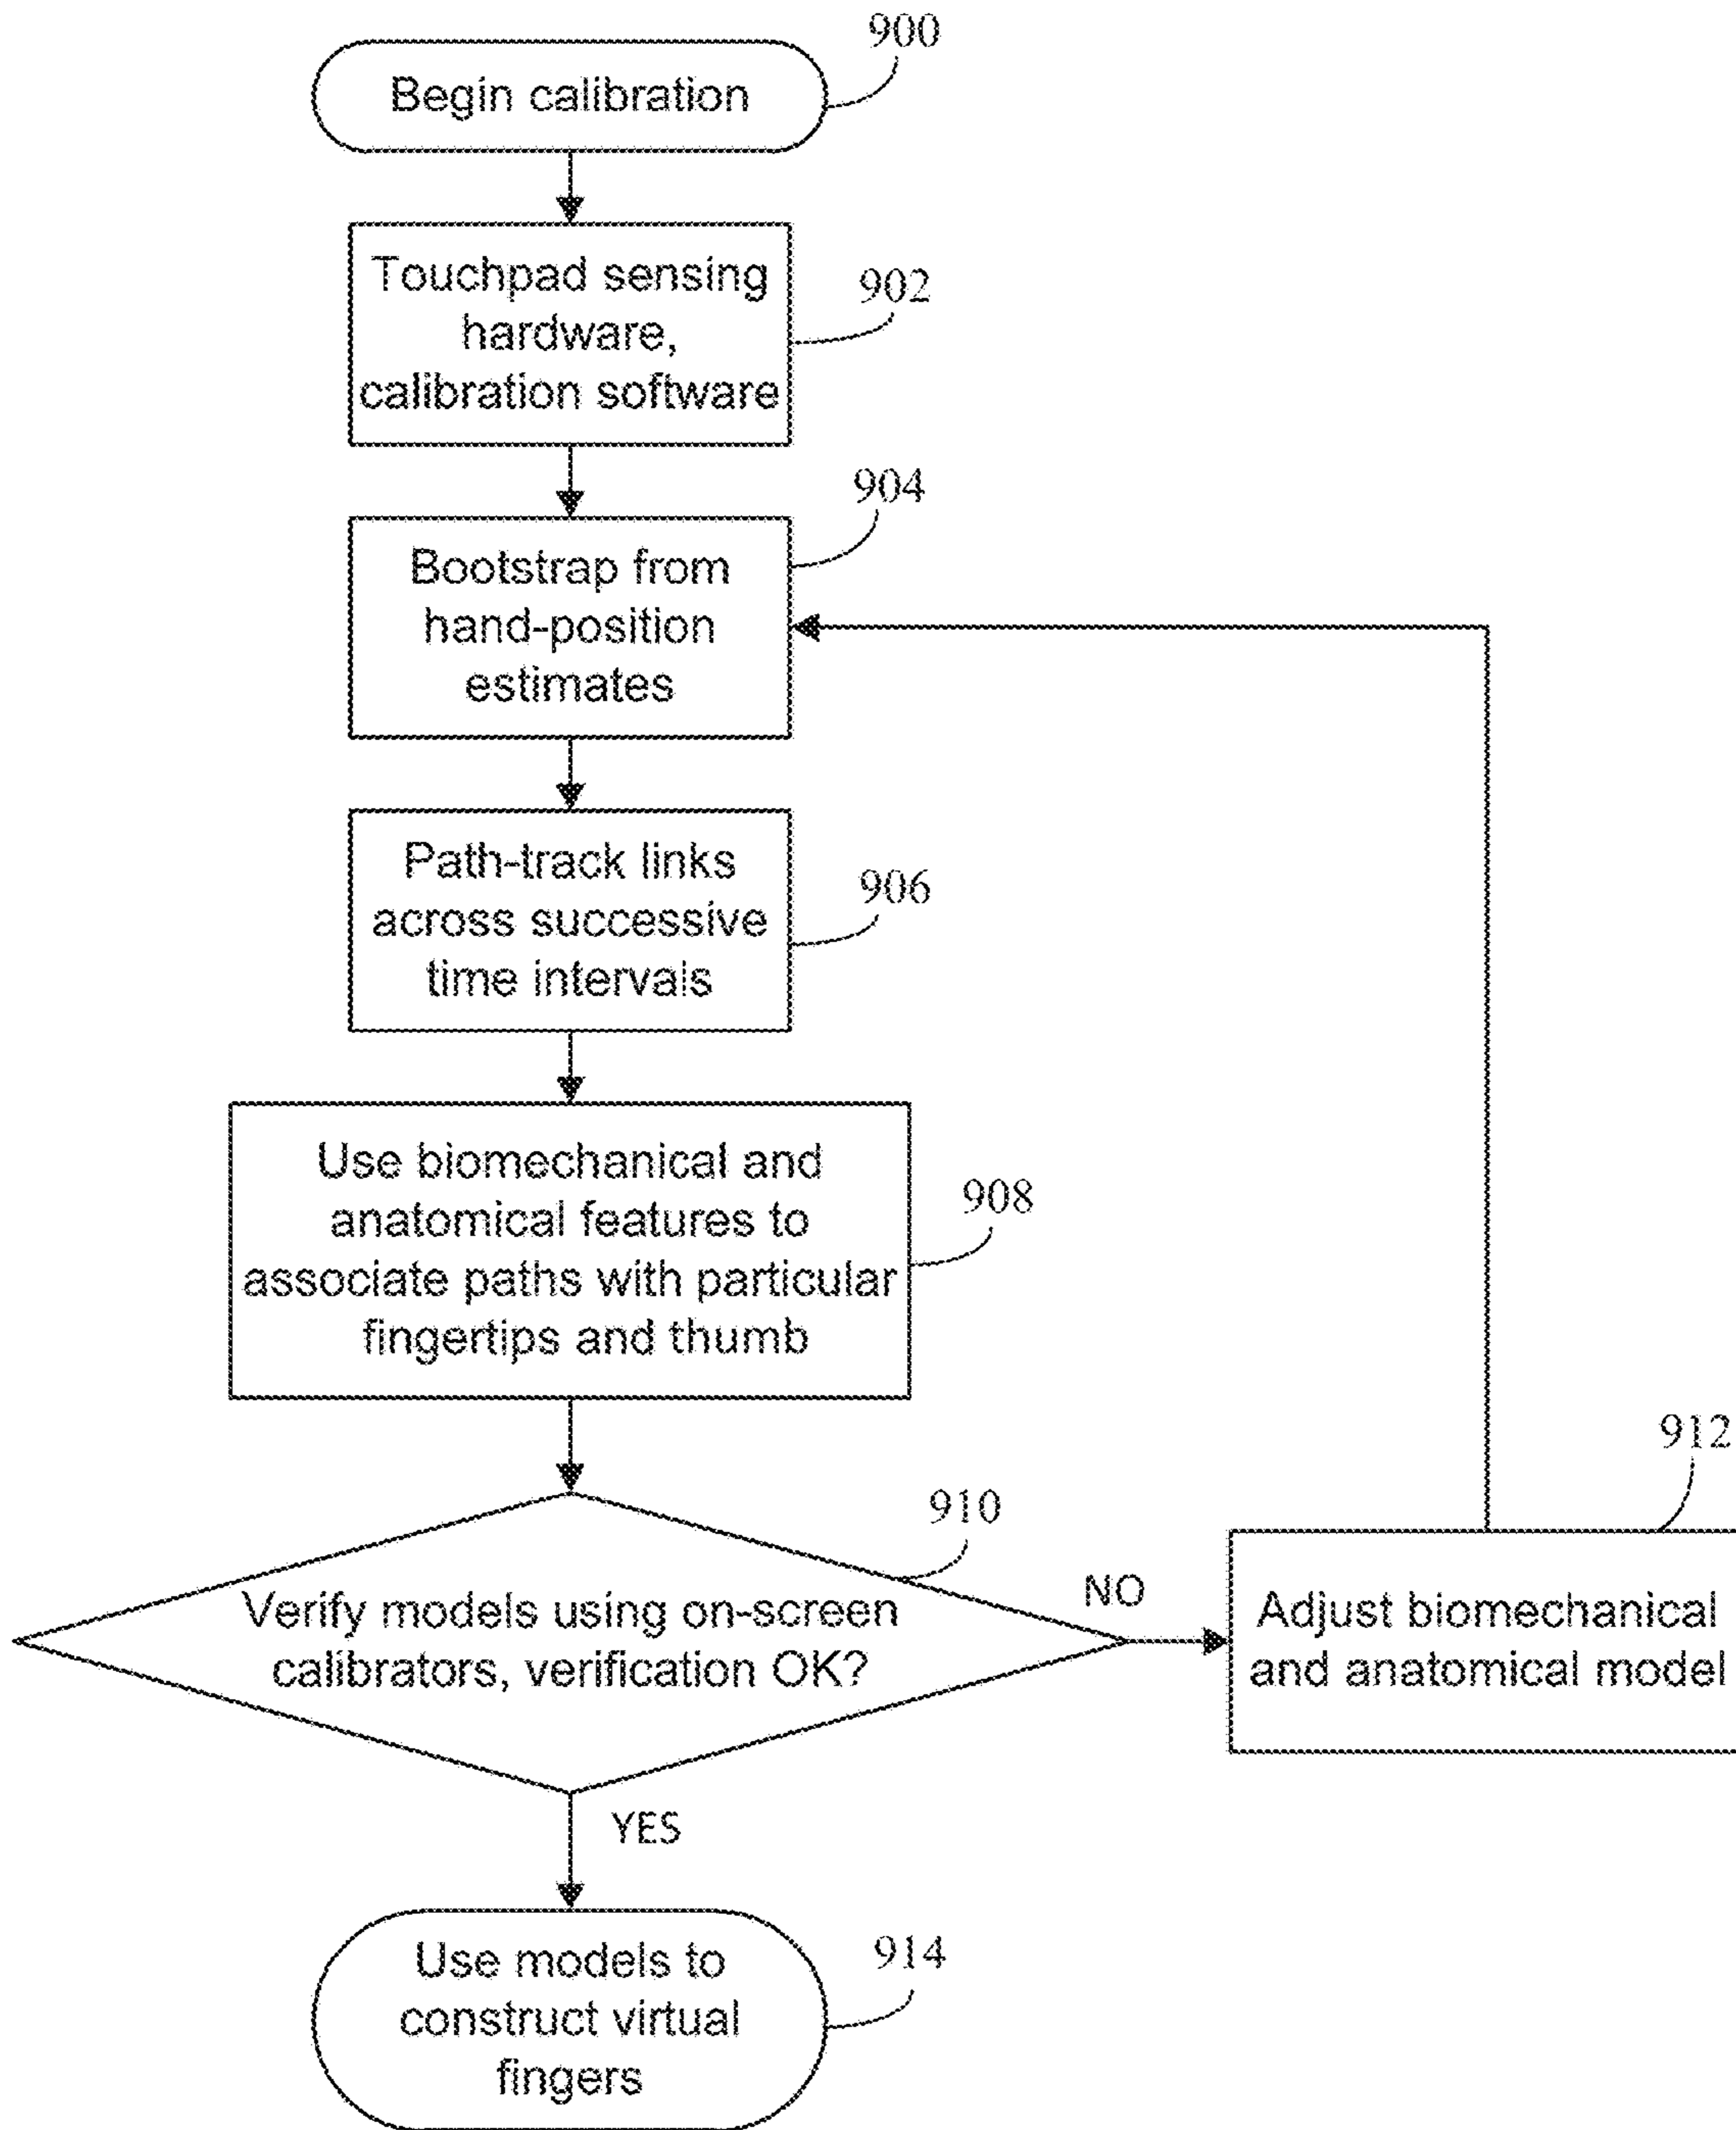 900
Begin calibration
902
Touchpad sensing
hardware,
calibration software
904
Bootstrap from
hand-position
estimates
906
Path-track links
across successive
time intervals
908
Use biomechanical and
anatomical features to
associate paths with particular
fingertips and thumb
910
Verify models using on-screen
calibrators, verification OK?
NO
912
Adjust biomechanical
and anatomical model
YES
914
Use models to
construct virtual
fingers